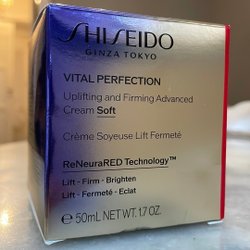 SHISEIDO
GINZA TOKYO
VITAL PERFECTION
Uplifting and Firming Advanced
Cream Soft
Crème Soyeuse Lift Fermeté
ReNeuraRED Technology™
Lift - Firm - Brighten
Lift - Fermeté - Eclat
℮ 50mL NET WT. 1.7 OZ.